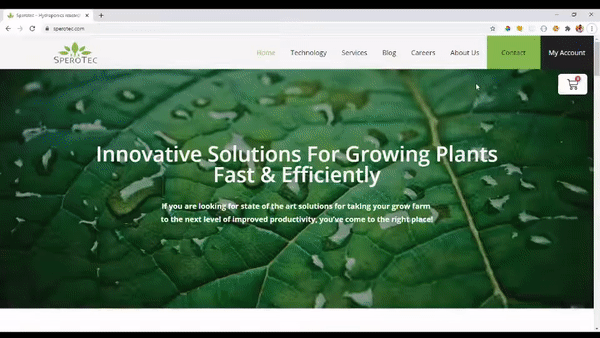 SperoTec - Hydroponics reselect
sperotec.com
SPEROTEC
Home Technology Services Blog Careers About Us Contact My Account
Innovative Solutions For Growing Plants
Fast & Efficiently
If you are looking for state of the art solutions for taking your grow farm
to the next level of improved productivity, you've come to the right place!